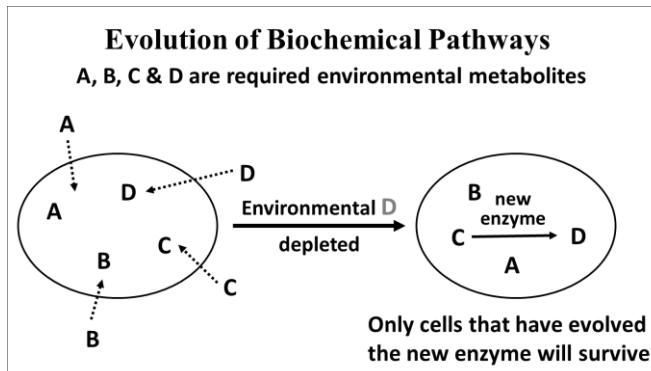 Evolution of Biochemical Pathways
A, B, C & D are required environmental metabolites
A
D
A
D
B
C
B
C
Environmental D
depleted
B
new
enzyme
C
D
A
Only cells that have evolved
the new enzyme will survive